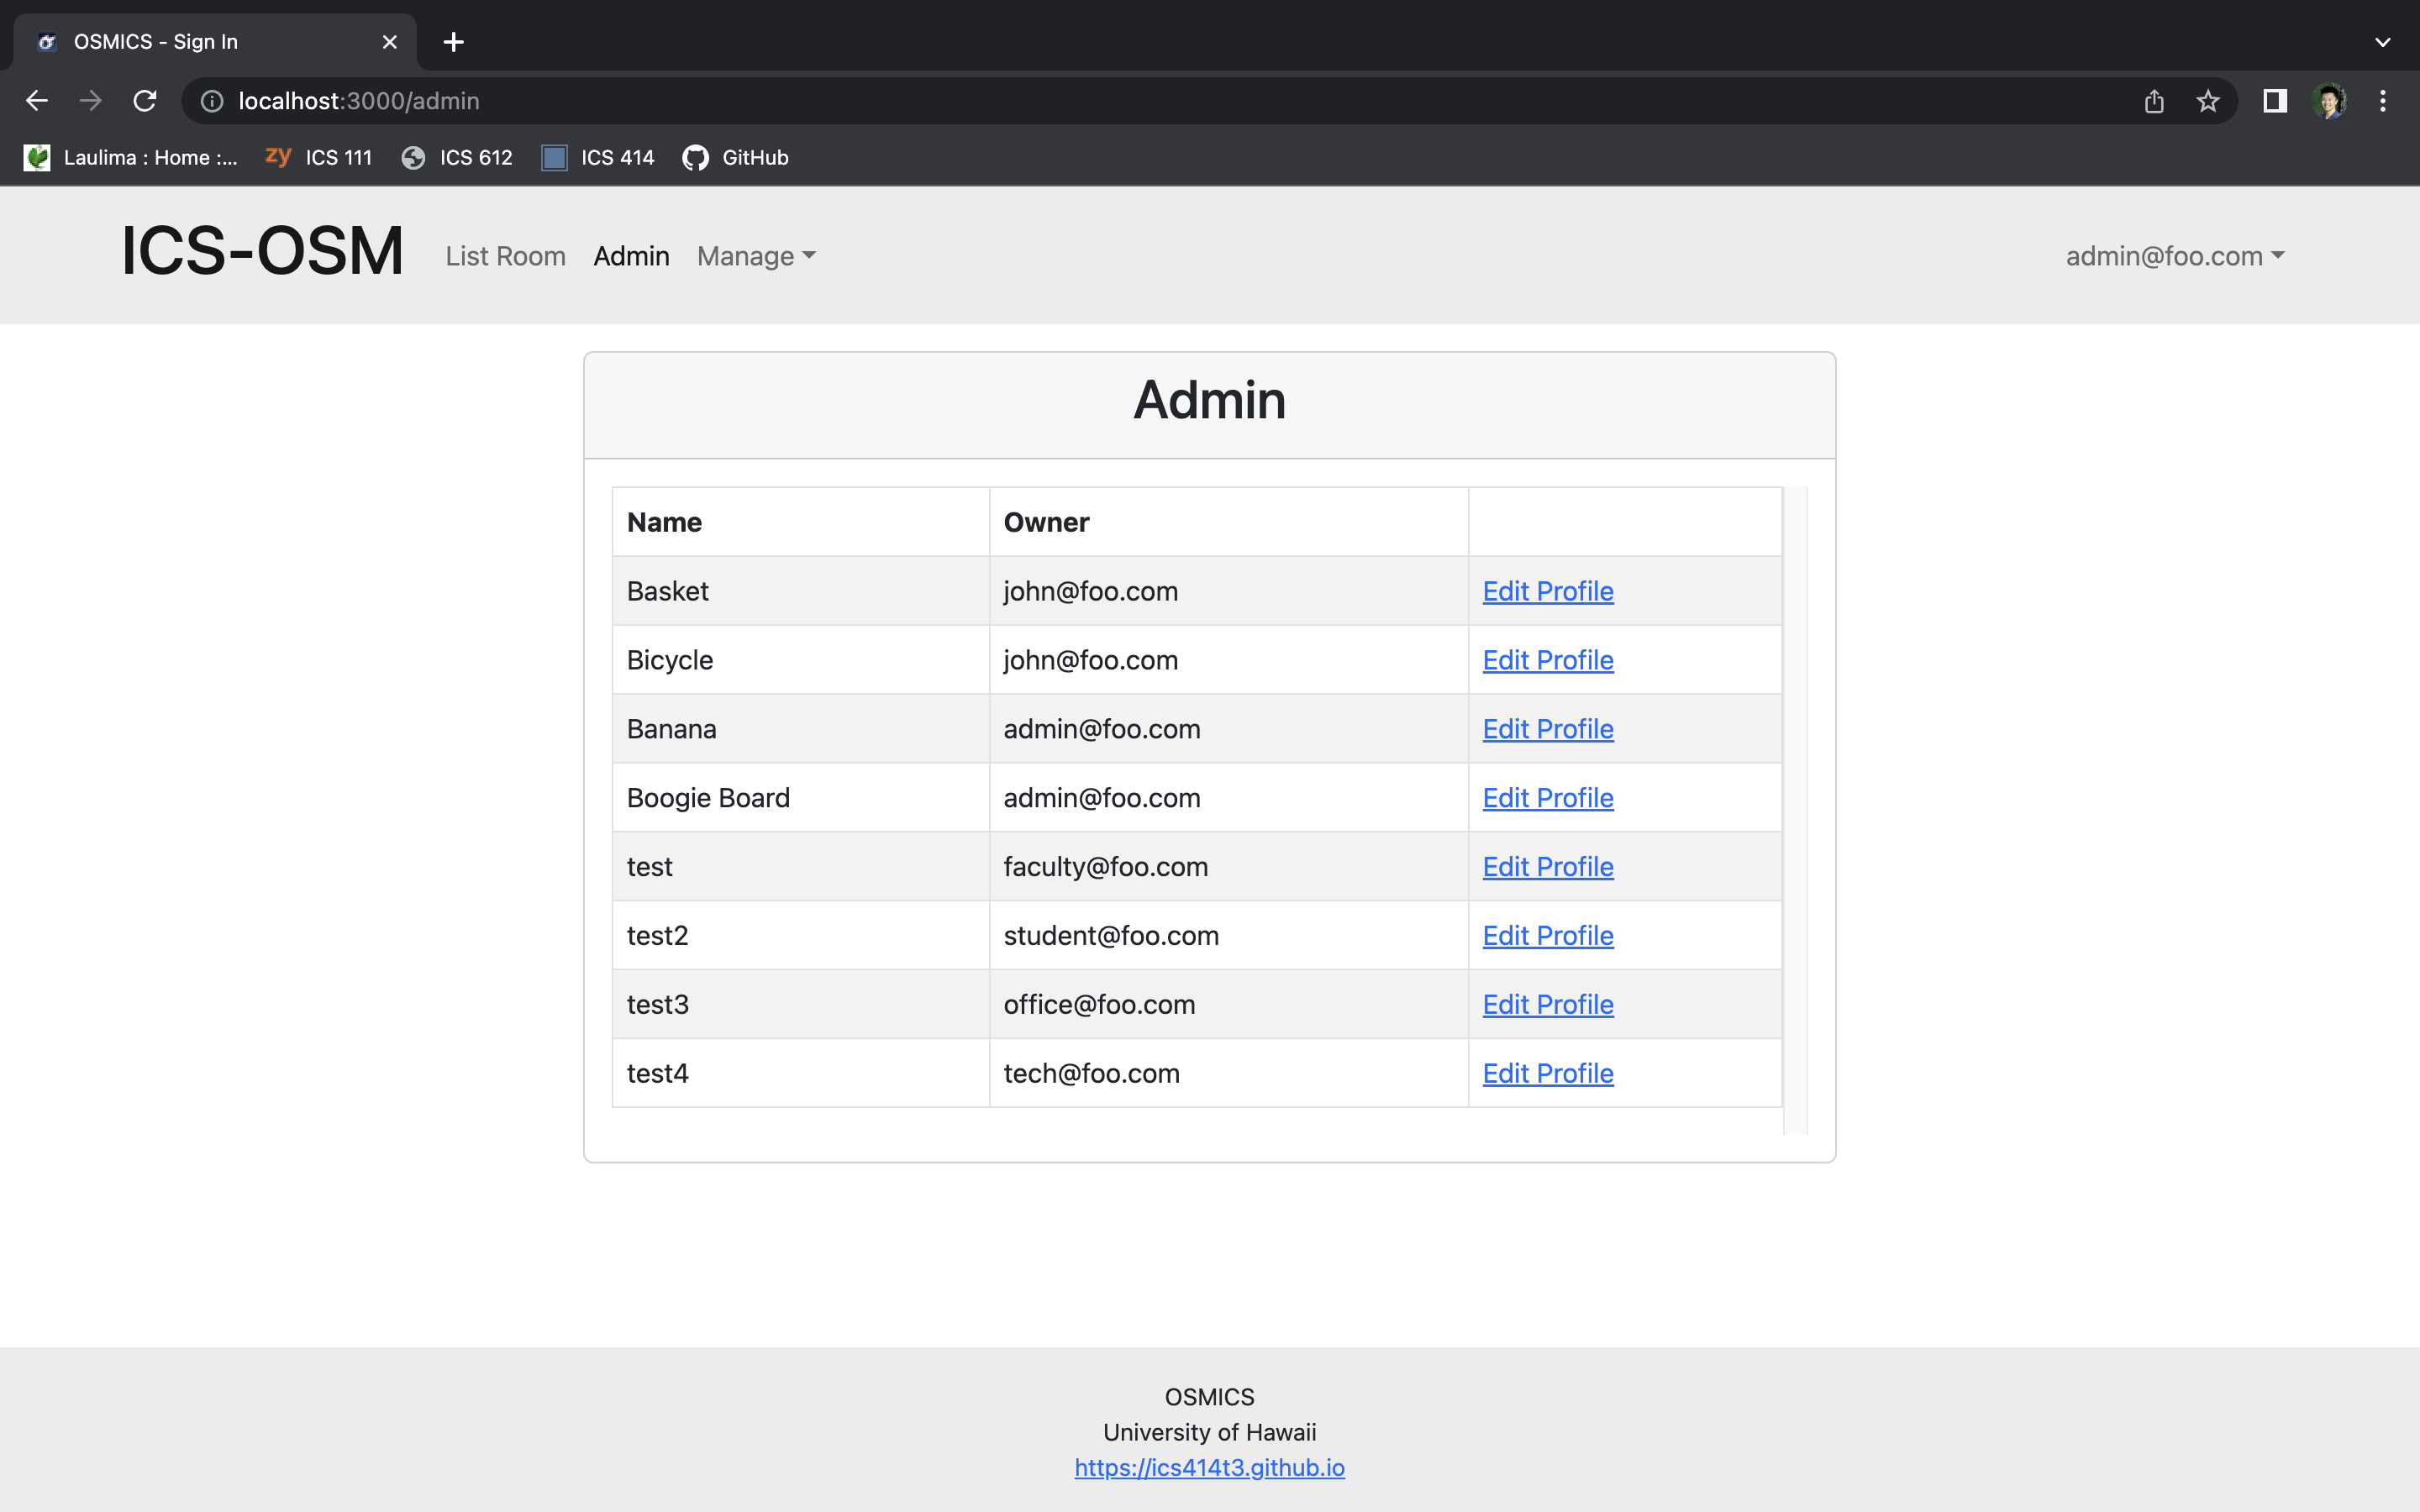 OSMICS - Sign In
localhost:3000/admin
Laulima : Home :... zy ICS 111 ICS 612 ICS 414 GitHub
ICS-OSM List Room Admin Manage admin@foo.com
Admin
Name Owner
Basket john@foo.com Edit Profile
Bicycle john@foo.com Edit Profile
Banana admin@foo.com Edit Profile
Boogie Board admin@foo.com Edit Profile
test faculty@foo.com Edit Profile
test2 student@foo.com Edit Profile
test3 office@foo.com Edit Profile
test4 tech@foo.com Edit Profile
OSMICS
University of Hawaii
https://ics414t3.github.io